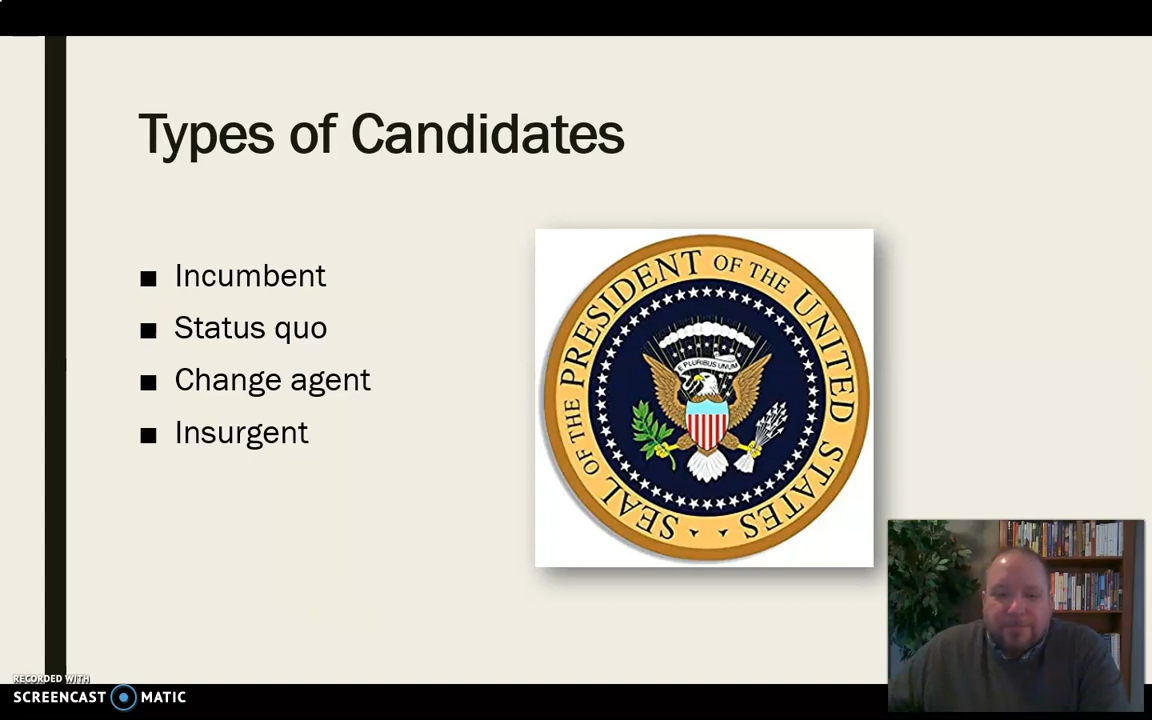 Types of Candidates
Incumbent
Status quo
Change agent
Insurgent
SEAL OF THE PRESIDENT OF THE UNITED STATES
E PLURIBUS UNUM
RECORDED WITH
SCREENCAST MATIC